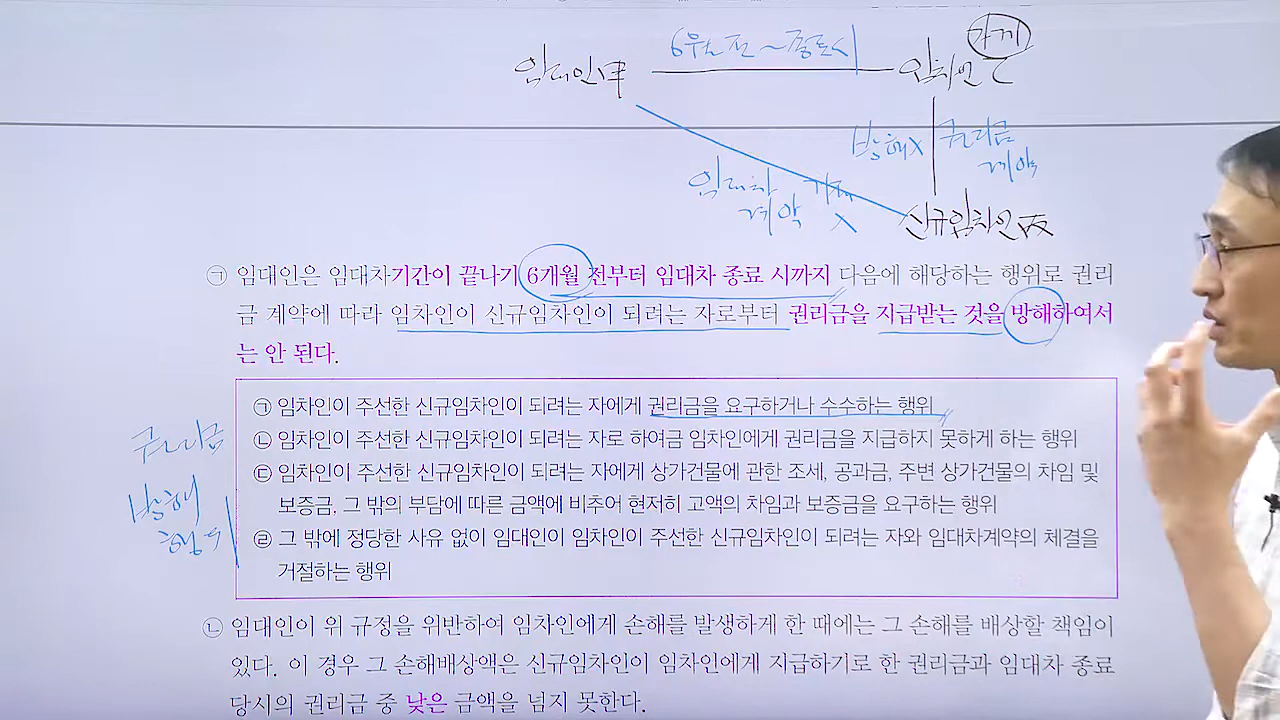 가게
6월전~종료시
임대인甲
임차인乙
방해X
권리금
계약
임대차
계약 거절
X
신규임차인丙
㉠ 임대인은 임대차기간이 끝나기 6개월 전부터 임대차 종료 시까지 다음에 해당하는 행위로 권리
금 계약에 따라 임차인이 신규임차인이 되려는 자로부터 권리금을 지급받는 것을 방해하여서
는 안 된다.
㉠ 임차인이 주선한 신규임차인이 되려는 자에게 권리금을 요구하거나 수수하는 행위
㉡ 임차인이 주선한 신규임차인이 되려는 자로 하여금 임차인에게 권리금을 지급하지 못하게 하는 행위
㉢ 임차인이 주선한 신규임차인이 되려는 자에게 상가건물에 관한 조세, 공과금, 주변 상가건물의 차임 및
보증금, 그 밖의 부담에 따른 금액에 비추어 현저히 고액의 차임과 보증금을 요구하는 행위
㉣ 그 밖에 정당한 사유 없이 임대인이 임차인이 주선한 신규임차인이 되려는 자와 임대차계약의 체결을
거절하는 행위
권리금
방해
행위
㉡ 임대인이 위 규정을 위반하여 임차인에게 손해를 발생하게 한 때에는 그 손해를 배상할 책임이
있다. 이 경우 그 손해배상액은 신규임차인이 임차인에게 지급하기로 한 권리금과 임대차 종료
당시의 권리금 중 낮은 금액을 넘지 못한다.